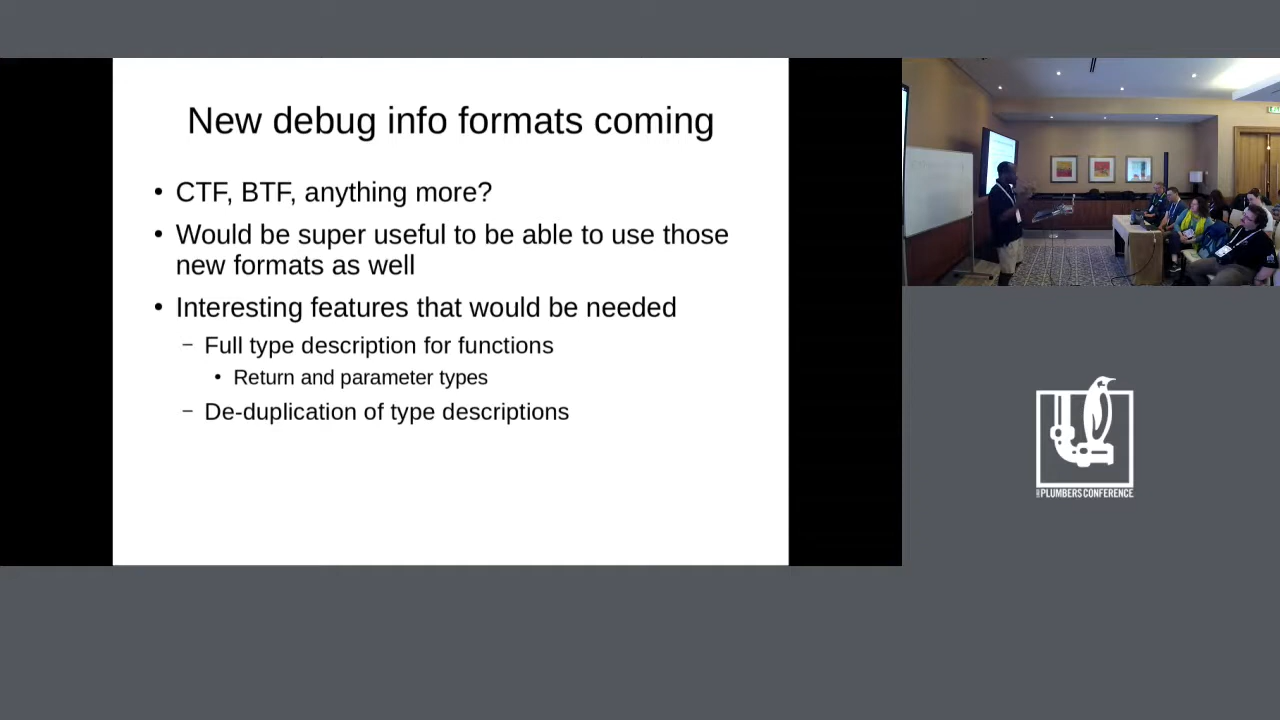 New debug info formats coming
• CTF, BTF, anything more?
• Would be super useful to be able to use those
new formats as well
• Interesting features that would be needed
– Full type description for functions
• Return and parameter types
– De-duplication of type descriptions
PLUMBERS CONFERENCE